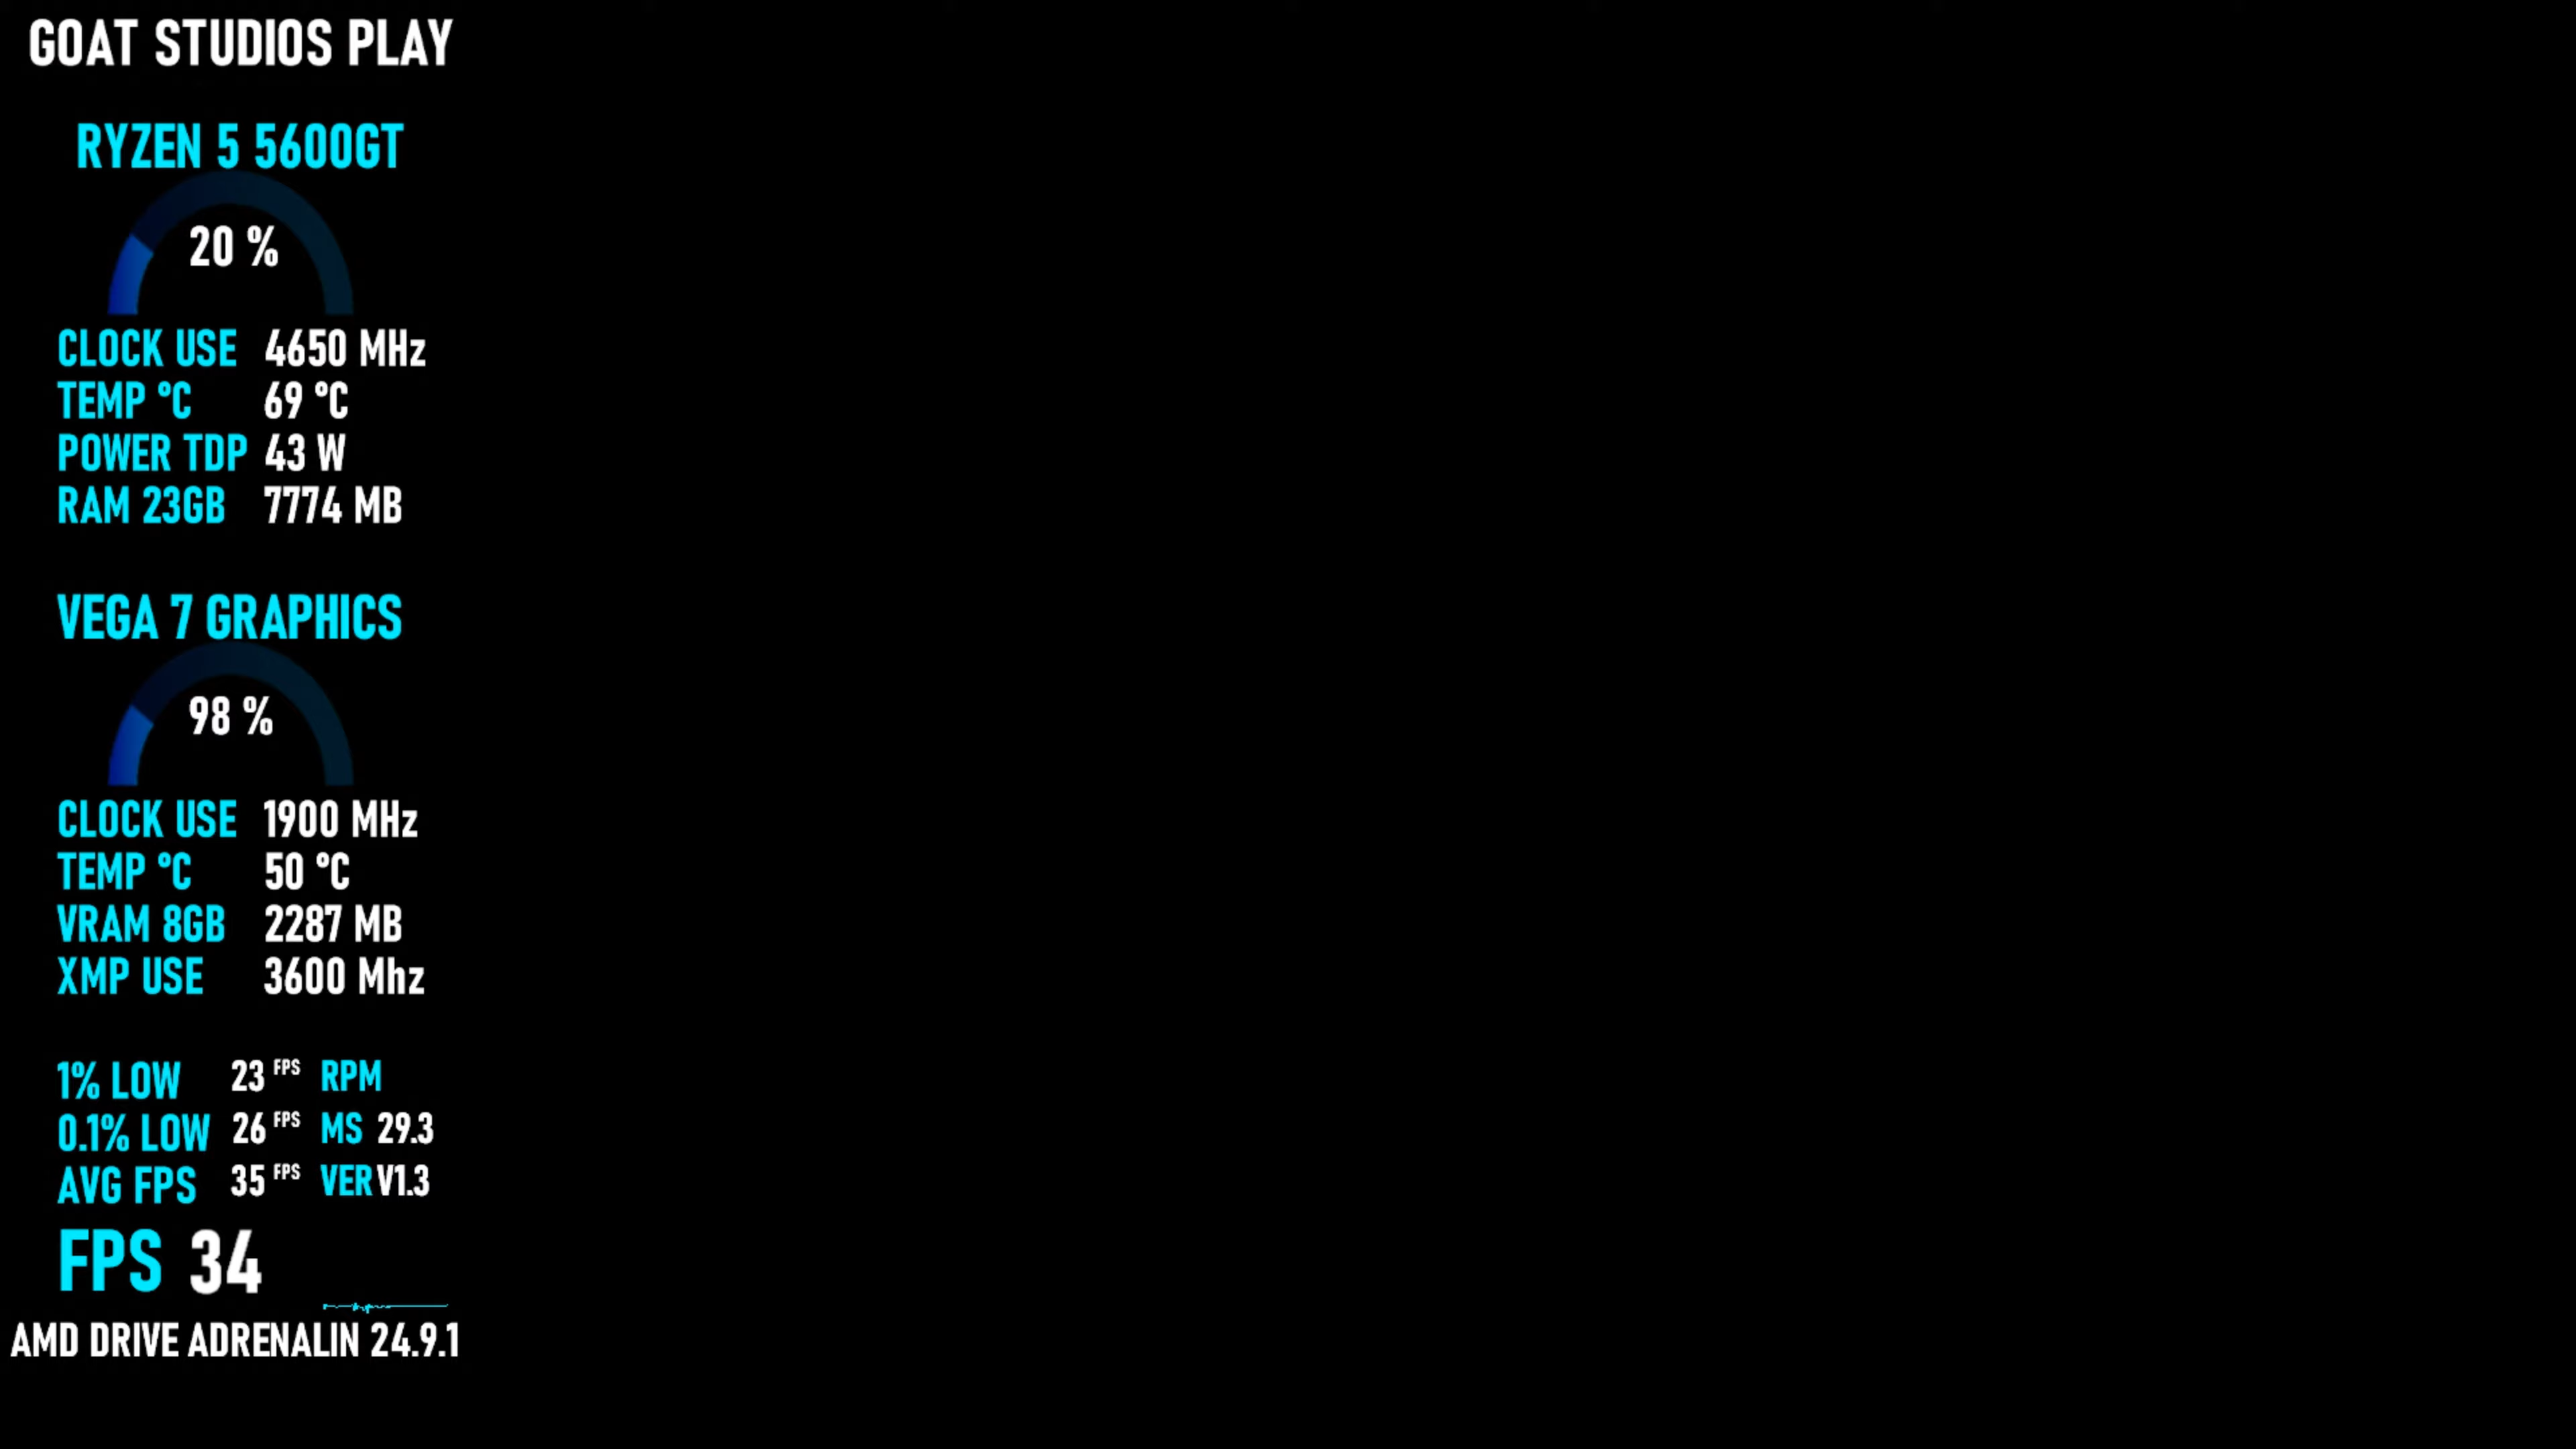 GOAT STUDIOS PLAY
RYZEN 5 5600GT
20 %
CLOCK USE 4650 MHz
TEMP °C 69 °C
POWER TDP 43 W
RAM 23GB 7774 MB
VEGA 7 GRAPHICS
98 %
CLOCK USE 1900 MHz
TEMP °C 50 °C
VRAM 8GB 2287 MB
XMP USE 3600 Mhz
1% LOW 23 FPS RPM
0.1% LOW 26 FPS MS 29.3
AVG FPS 35 FPS VER V1.3
FPS 34
AMD DRIVE ADRENALIN 24.9.1